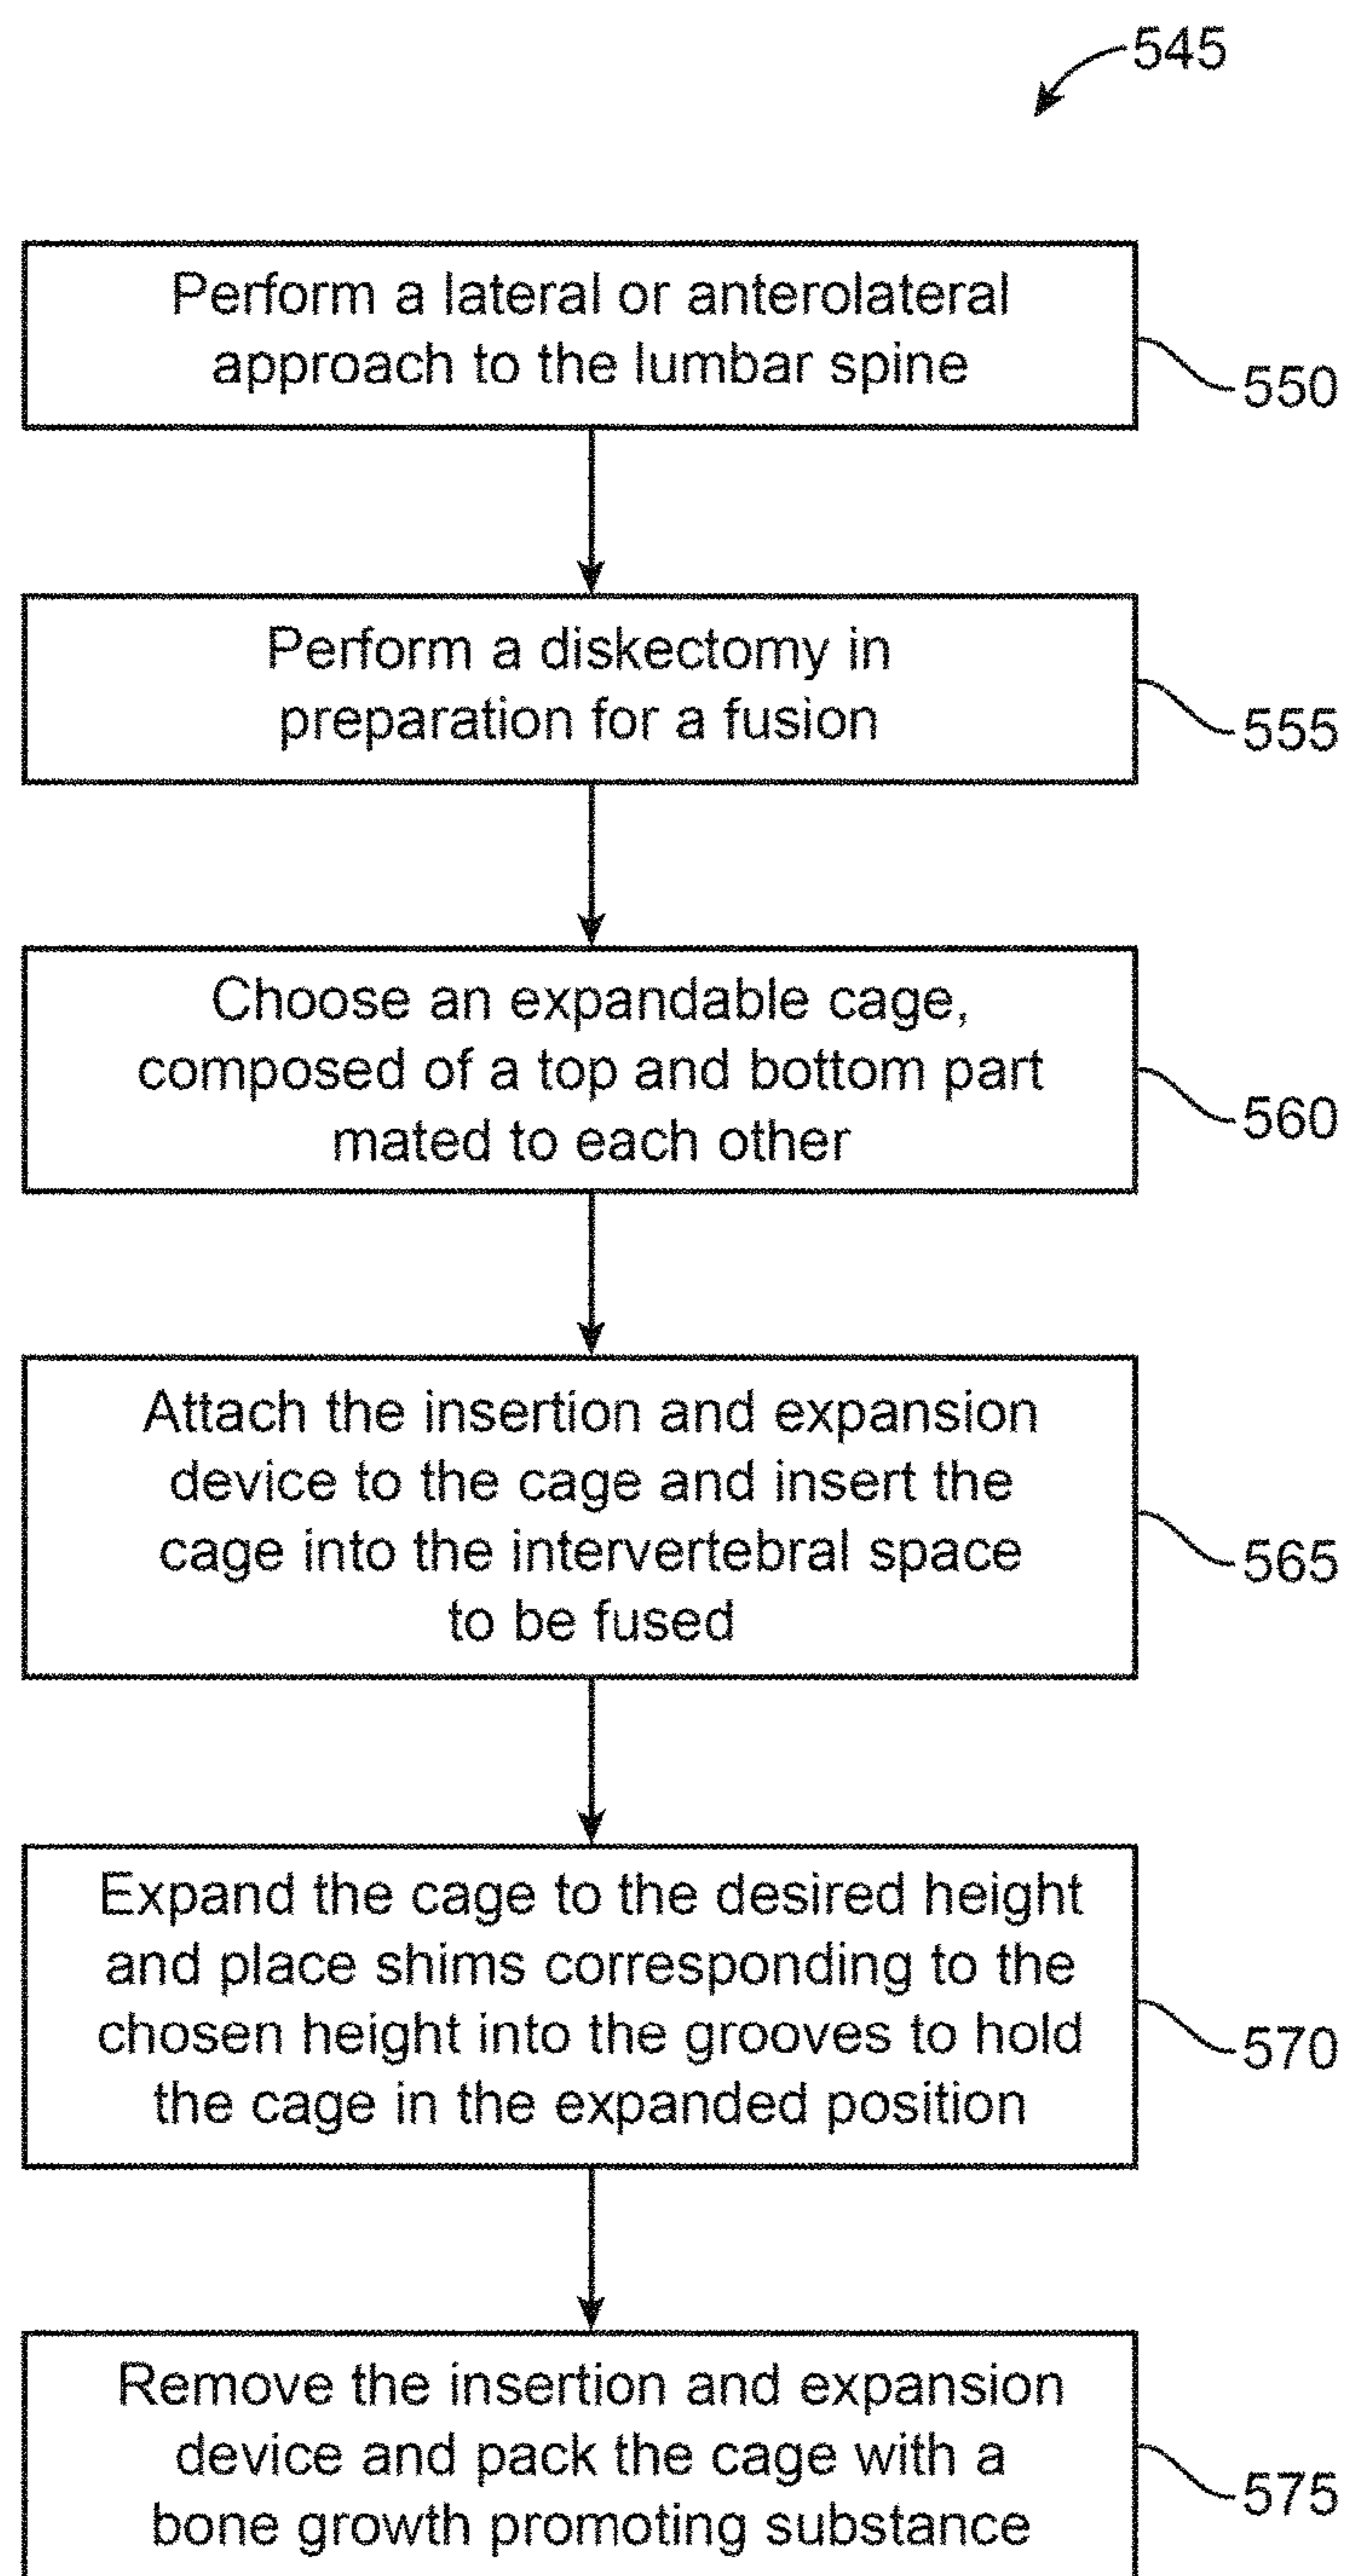 545
Perform a lateral or anterolateral
approach to the lumbar spine
550
Perform a diskectomy in
preparation for a fusion
555
Choose an expandable cage,
composed of a top and bottom part
mated to each other
560
Attach the insertion and expansion
device to the cage and insert the
cage into the intervertebral space
to be fused
565
Expand the cage to the desired height
and place shims corresponding to the
chosen height into the grooves to hold
the cage in the expanded position
570
Remove the insertion and expansion
device and pack the cage with a
bone growth promoting substance
575